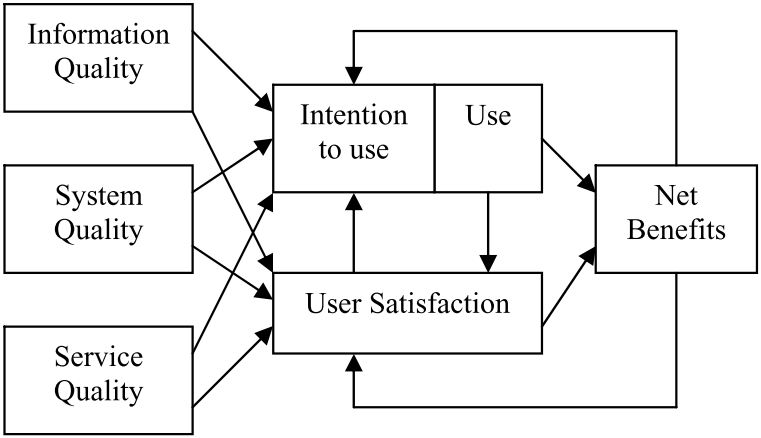 Information
Quality
Intention
to use
Use
System
Quality
Net
Benefits
User Satisfaction
Service
Quality